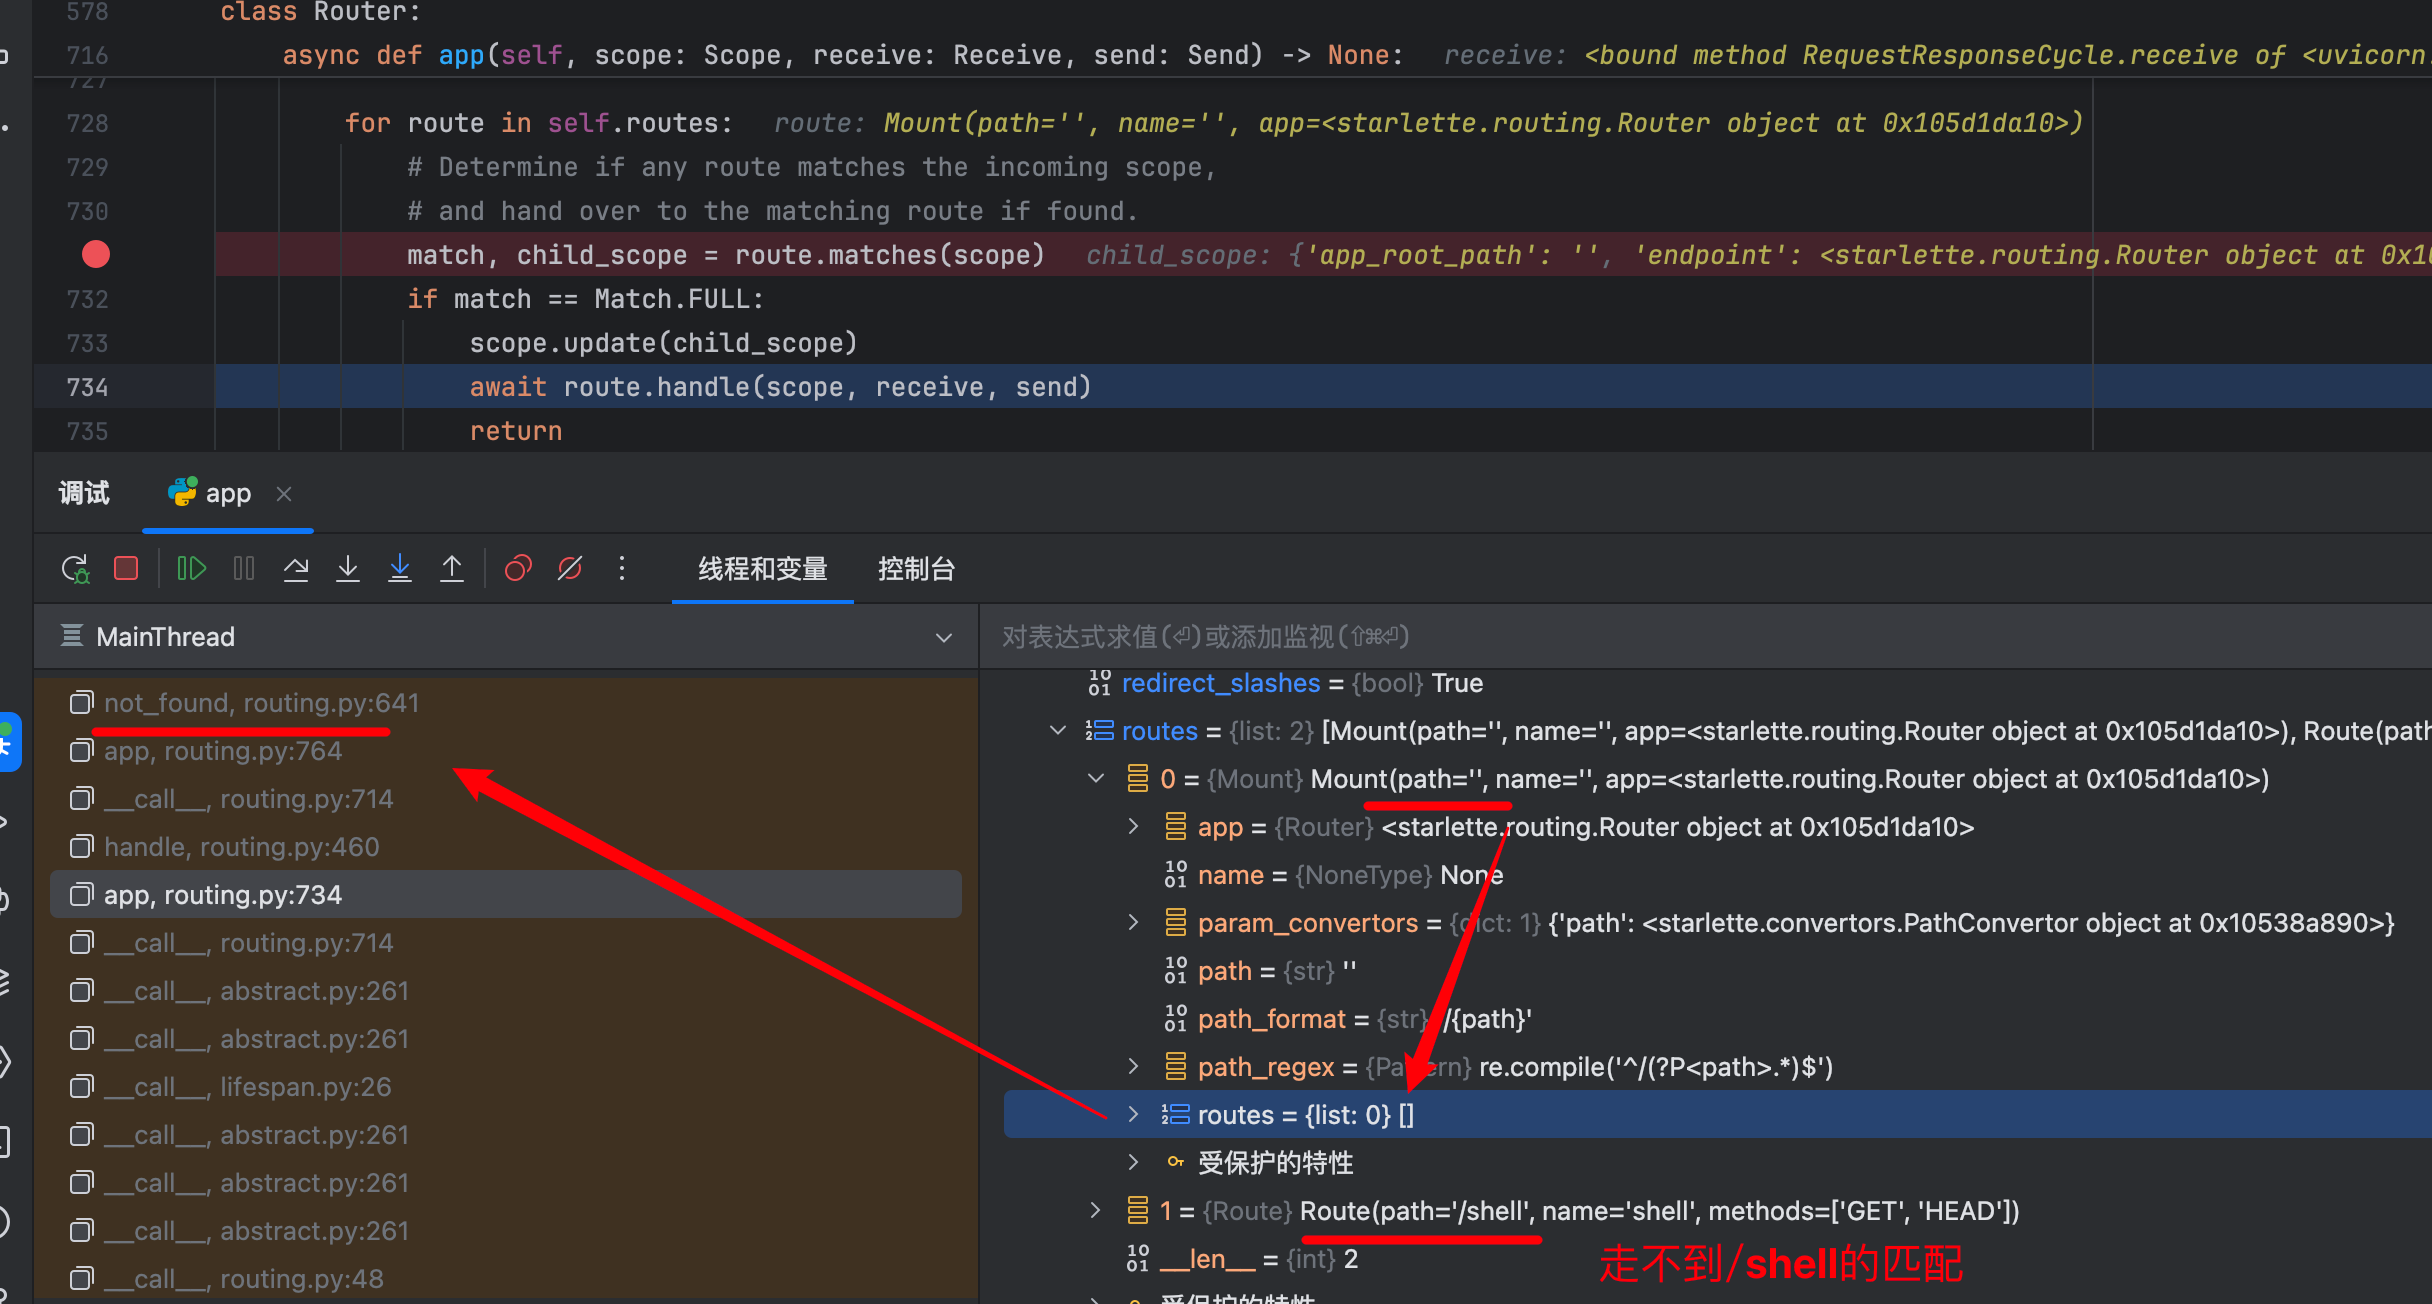 578 class Router:
716 async def app(self, scope: Scope, receive: Receive, send: Send) -> None: receive: <bound method RequestResponseCycle.receive of <uvicorn.
727
728 for route in self.routes: route: Mount(path='', name='', app=<starlette.routing.Router object at 0x105d1da10>)
729 # Determine if any route matches the incoming scope,
730 # and hand over to the matching route if found.
match, child_scope = route.matches(scope) child_scope: {'app_root_path': '', 'endpoint': <starlette.routing.Router object at 0x10
732 if match == Match.FULL:
733 scope.update(child_scope)
734 await route.handle(scope, receive, send)
735 return
调试 app
线程和变量 控制台
MainThread
对表达式求值(⏎)或添加监视(⇧⌘⏎)
not_found, routing.py:641
app, routing.py:764
__call__, routing.py:714
handle, routing.py:460
app, routing.py:734
__call__, routing.py:714
__call__, abstract.py:261
__call__, abstract.py:261
__call__, lifespan.py:26
__call__, abstract.py:261
__call__, abstract.py:261
__call__, abstract.py:261
__call__, routing.py:48
redirect_slashes = {bool} True
routes = {list: 2} [Mount(path='', name='', app=<starlette.routing.Router object at 0x105d1da10>), Route(path
0 = {Mount} Mount(path='', name='', app=<starlette.routing.Router object at 0x105d1da10>)
app = {Router} <starlette.routing.Router object at 0x105d1da10>
name = {NoneType} None
param_convertors = {dict: 1} {'path': <starlette.convertors.PathConvertor object at 0x10538a890>}
path = {str} ''
path_format = {str} '/{path}'
path_regex = {Pattern} re.compile('^/(?P<path>.*)$')
routes = {list: 0} []
受保护的特性
1 = {Route} Route(path='/shell', name='shell', methods=['GET', 'HEAD'])
__len__ = {int} 2
走不到/shell的匹配
受保护的特性